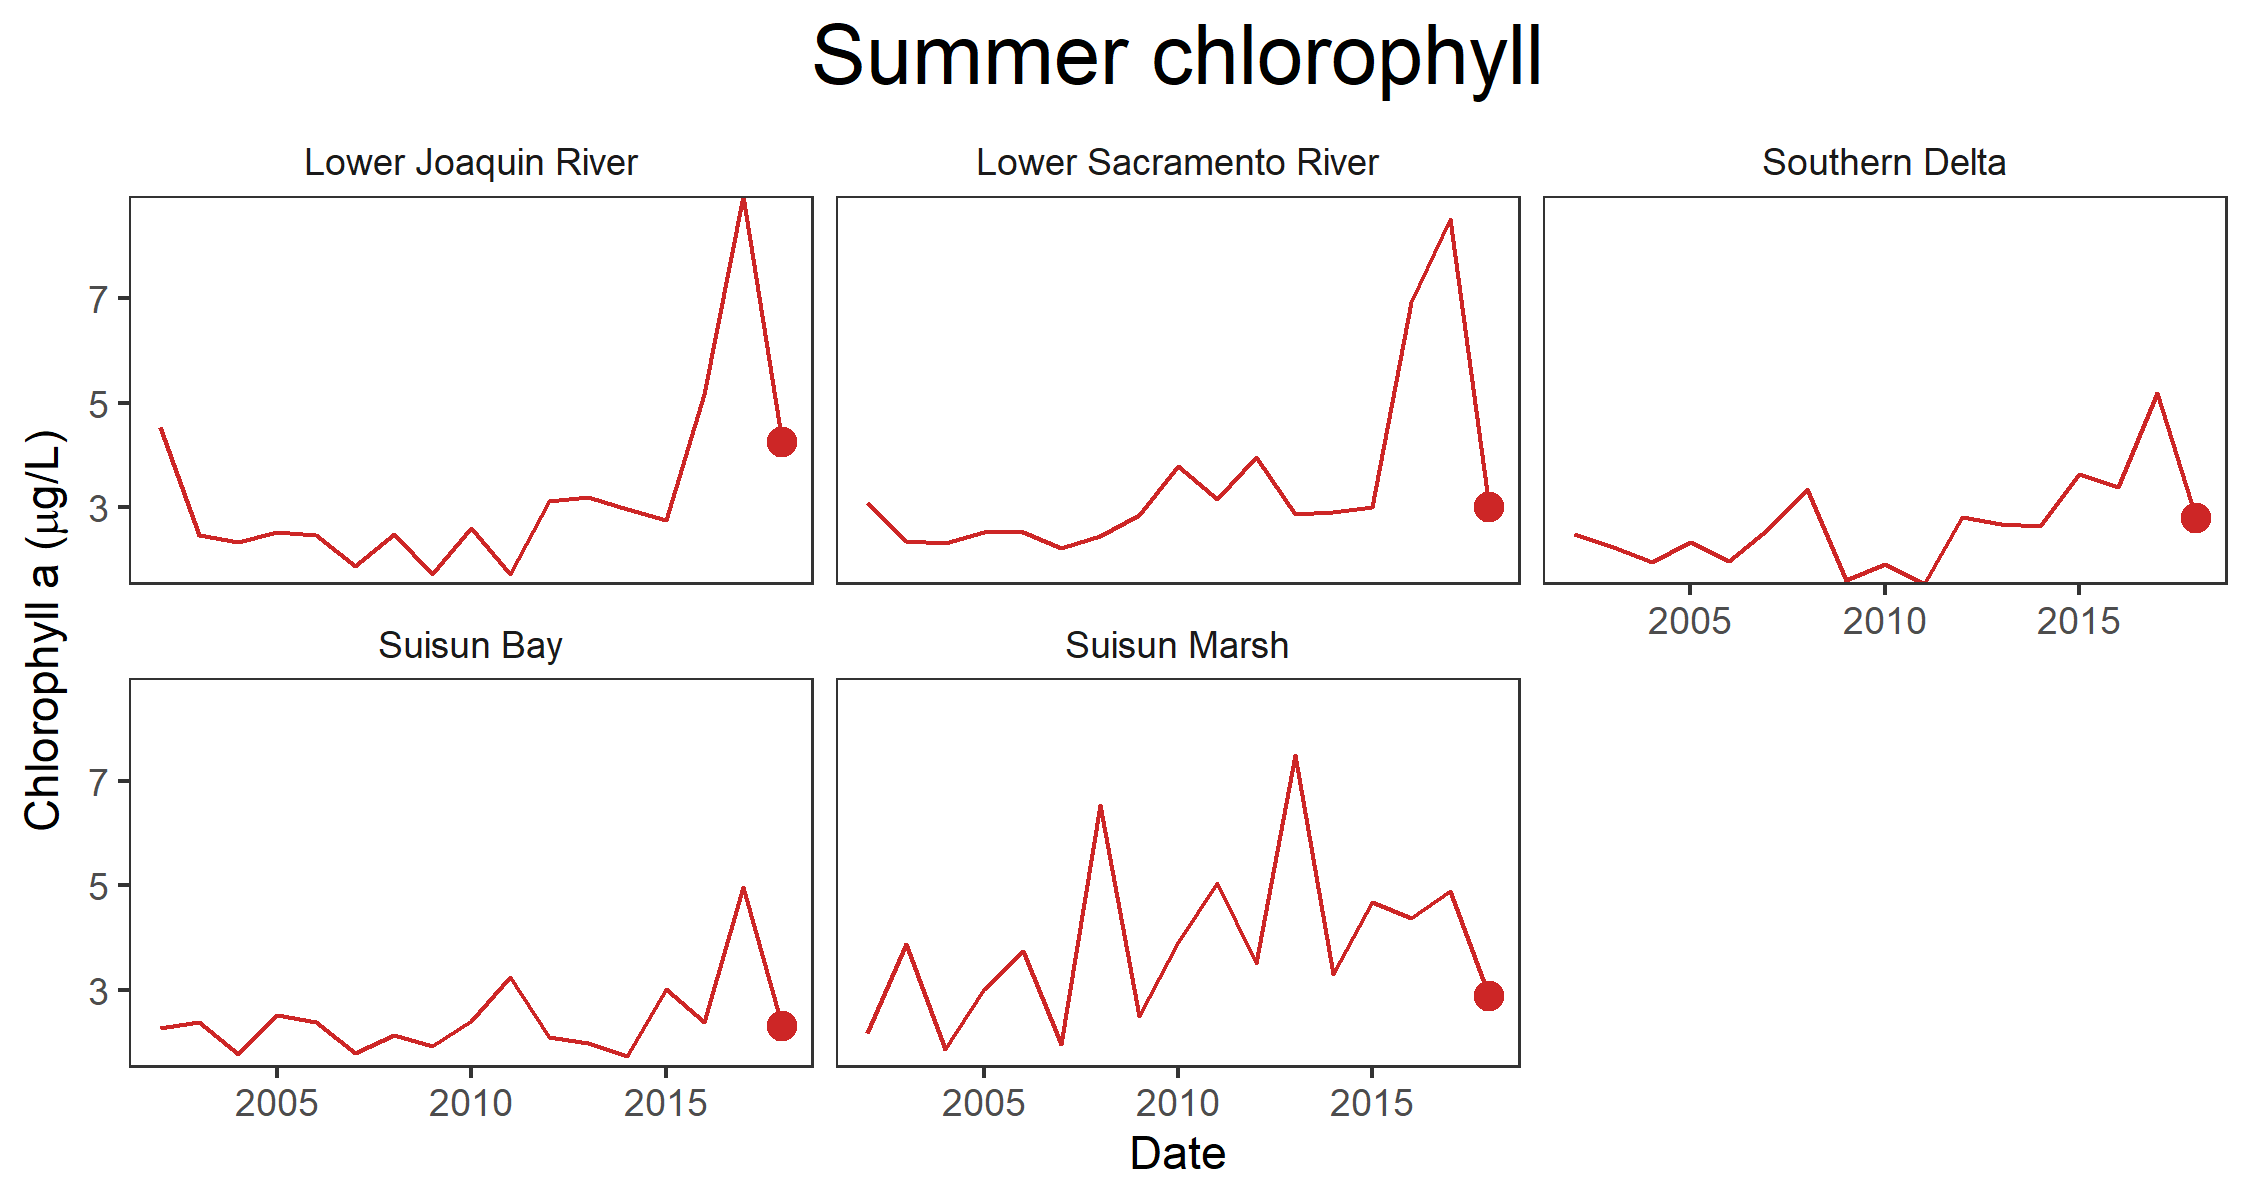 Summer chlorophyll
Lower Joaquin River
Lower Sacramento River
Southern Delta
7
5
3
2005 2010 2015
Suisun Bay
Suisun Marsh
7
5
3
2005 2010 2015
2005 2010 2015
Chlorophyll a (μg/L)
Date